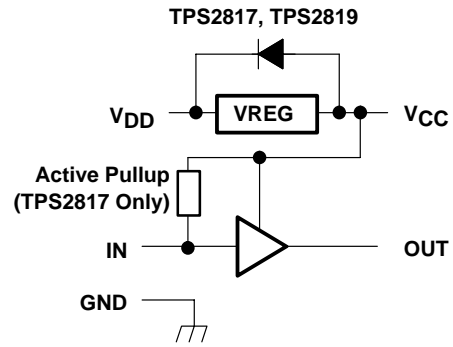 TPS2817, TPS2819
VDD
VREG
VCC
Active Pullup
(TPS2817 Only)
IN
OUT
GND